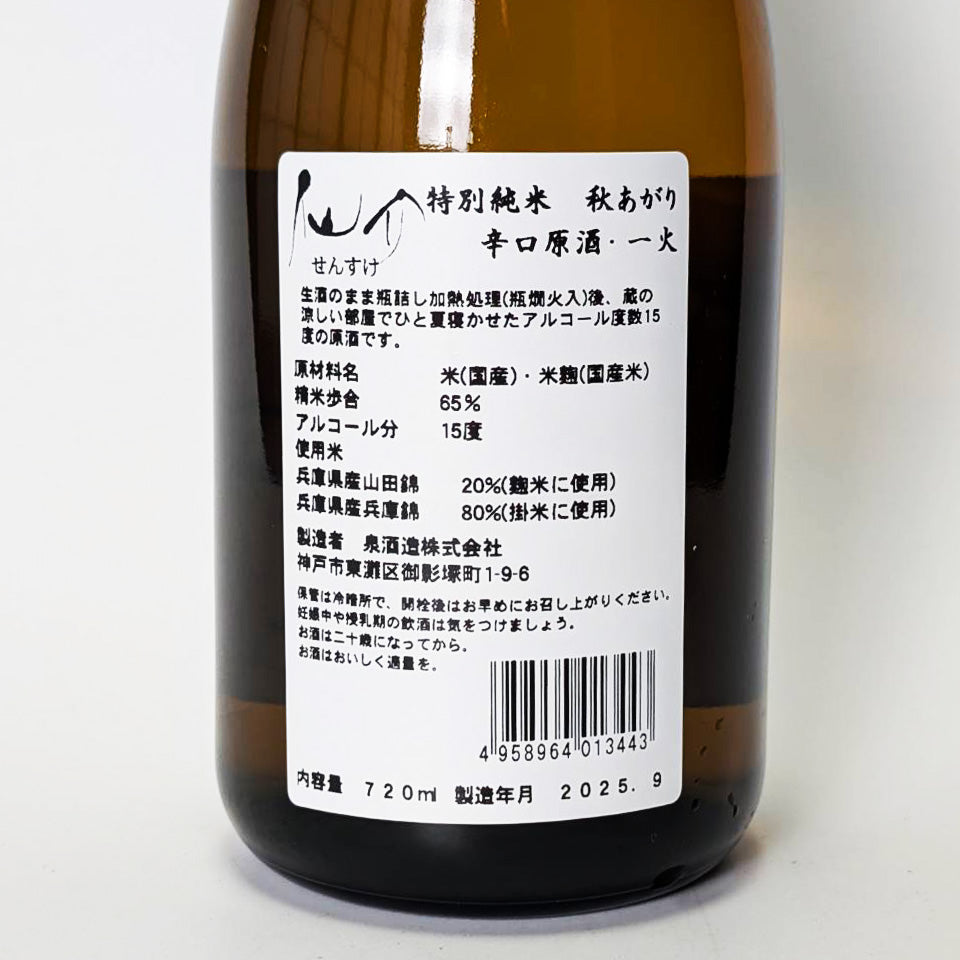 仙介 特別純米 秋あがり
せんすけ 辛口原酒・一火
生酒のまま瓶詰し加熱処理(瓶燗火入)後、蔵の
涼しい部屋でひと夏寝かせたアルコール度数15
度の原酒です。
原材料名 米(国産)・米麹(国産米)
精米歩合 65%
アルコール分 15度
使用米
兵庫県産山田錦 20%(麹米に使用)
兵庫県産兵庫錦 80%(掛米に使用)
製造者 泉酒造株式会社
神戸市東灘区御影塚町1-9-6
保管は冷暗所で、開栓後はお早めにお召し上がりください。
妊娠中や授乳期の飲酒は気をつけましょう。
お酒は二十歳になってから。
お酒はおいしく適量を。
4 958964 013443
内容量 720ml 製造年月 2025. 9